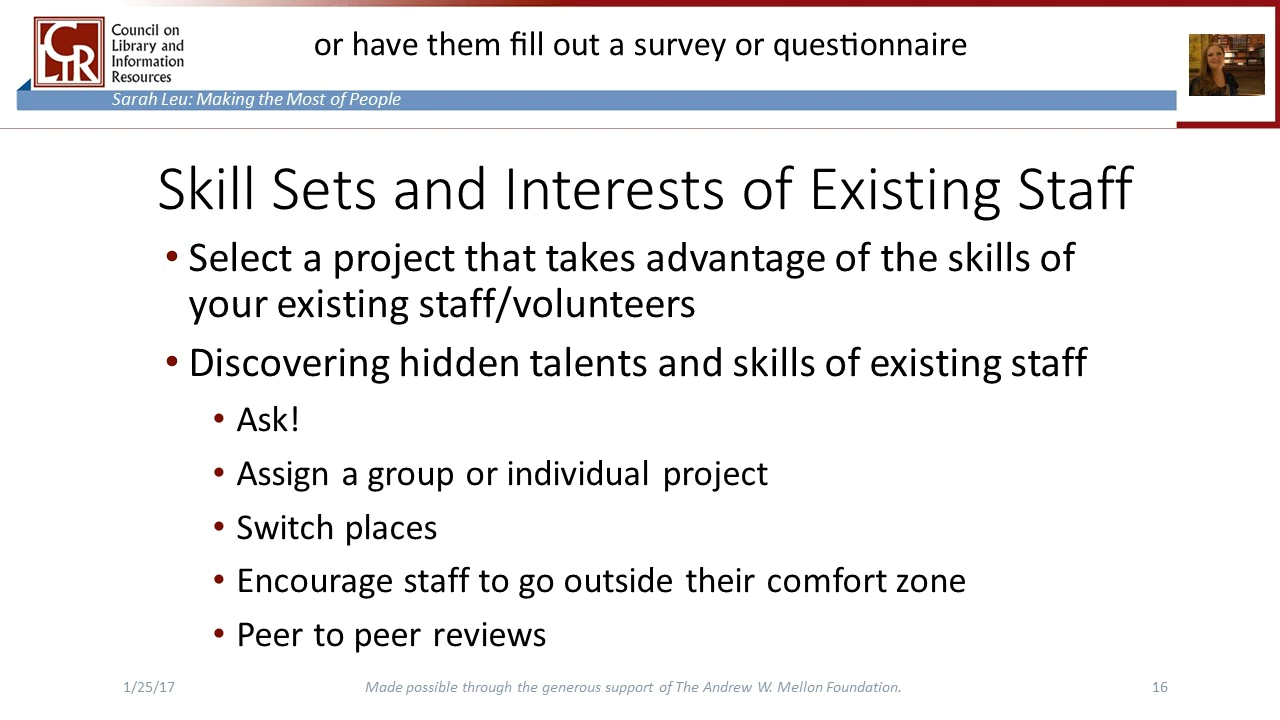 CLIR
Council on
Library and
Information
Resources
or have them fill out a survey or questionnaire
Sarah Leu: Making the Most of People
Skill Sets and Interests of Existing Staff
• Select a project that takes advantage of the skills of
your existing staff/volunteers
• Discovering hidden talents and skills of existing staff
• Ask!
• Assign a group or individual project
• Switch places
• Encourage staff to go outside their comfort zone
• Peer to peer reviews
1/25/17
Made possible through the generous support of The Andrew W. Mellon Foundation.
16